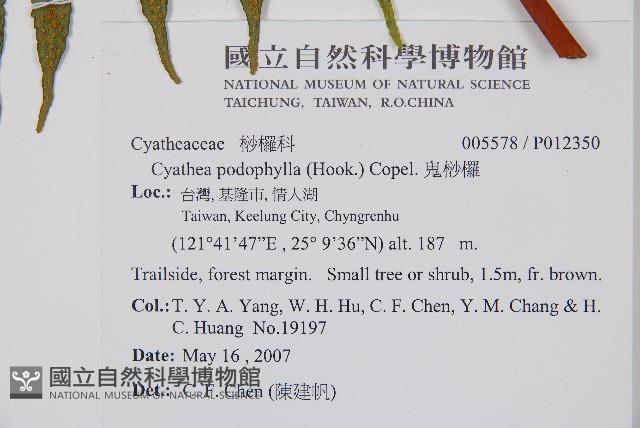 國立自然科學博物館
NATIONAL MUSEUM OF NATURAL SCIENCE
TAICHUNG, TAIWAN, R.O.CHINA
Cyatheaceae 桫欏科 005578 / P012350
Cyathea podophylla (Hook.) Copel. 鬼桫欏
Loc.: 台灣, 基隆市, 情人湖
Taiwan, Keelung City, Chyngrenhu
(121°41'47”E , 25° 9'36”N) alt. 187 m.
Trailside, forest margin. Small tree or shrub, 1.5m, fr. brown.
Col.: T. Y. A. Yang, W. H. Hu, C. F. Chen, Y. M. Chang & H.
C. Huang No.19197
Date: May 16 , 2007
Det.: C. F. Chen (陳建帆)
國立自然科學博物館
NATIONAL MUSEUM OF NATURAL SCIENCE